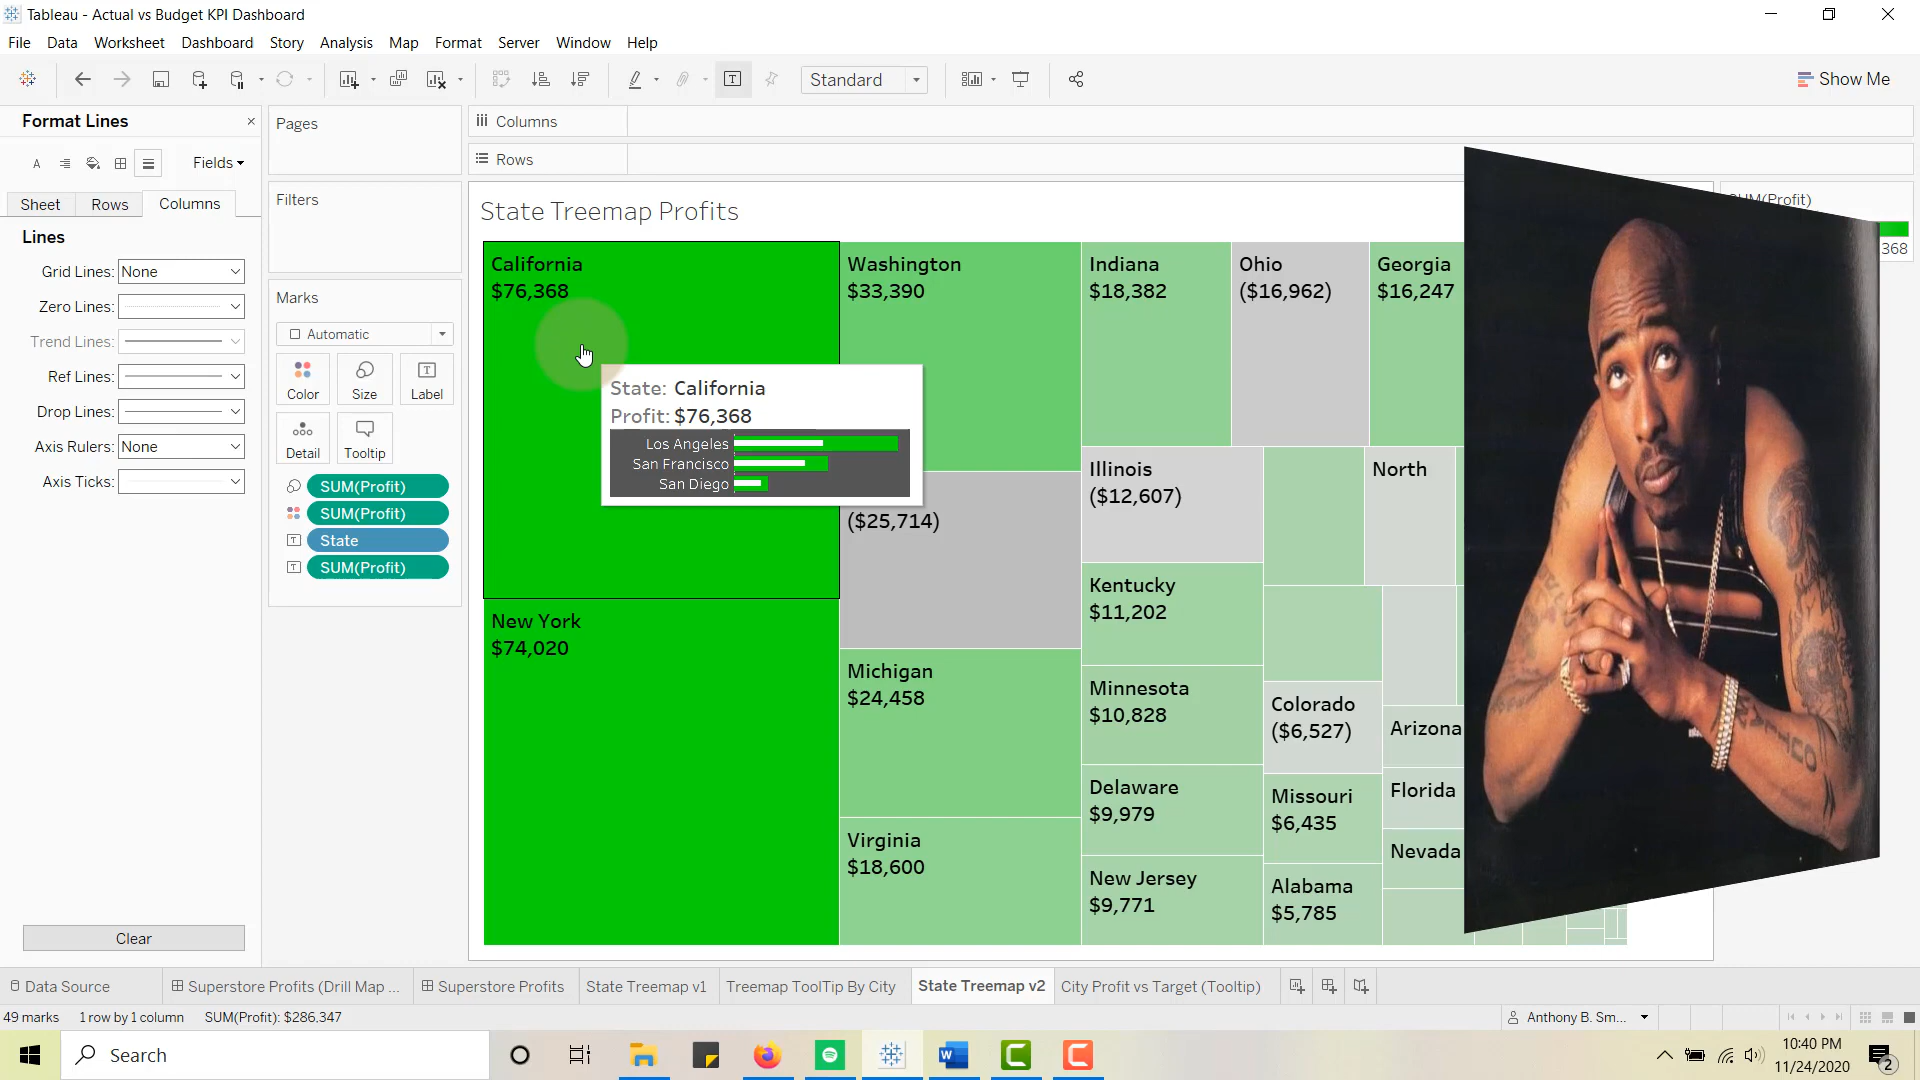 Tableau - Actual vs Budget KPI Dashboard
File Data Worksheet Dashboard Story Analysis Map Format Server Window Help
Standard
Show Me
Format Lines
Fields
Sheet Rows Columns
Lines
Grid Lines: None
Zero Lines:
Trend Lines:
Ref Lines:
Drop Lines:
Axis Rulers: None
Axis Ticks:
Clear
Pages
Filters
Marks
Automatic
Color Size Label
Detail Tooltip
SUM(Profit)
SUM(Profit)
State
SUM(Profit)
Columns
Rows
State Treemap Profits
California
$76,368
State: California
Profit: $76,368
Los Angeles
San Francisco
San Diego
New York
$74,020
Washington
$33,390
($25,714)
Michigan
$24,458
Virginia
$18,600
Indiana
$18,382
Ohio
($16,962)
Georgia
$16,247
Illinois
($12,607)
North
Kentucky
$11,202
Minnesota
$10,828
Delaware
$9,979
New Jersey
$9,771
Colorado
($6,527)
Missouri
$6,435
Alabama
$5,785
Arizona
Florida
Nevada
(Profit)
368
Data Source Superstore Profits (Drill Map ... Superstore Profits State Treemap v1 Treemap ToolTip By City State Treemap v2 City Profit vs Target (Tooltip)
49 marks 1 row by 1 column SUM(Profit): $286,347
Anthony B. Sm...
Search
10:40 PM
11/24/2020
2